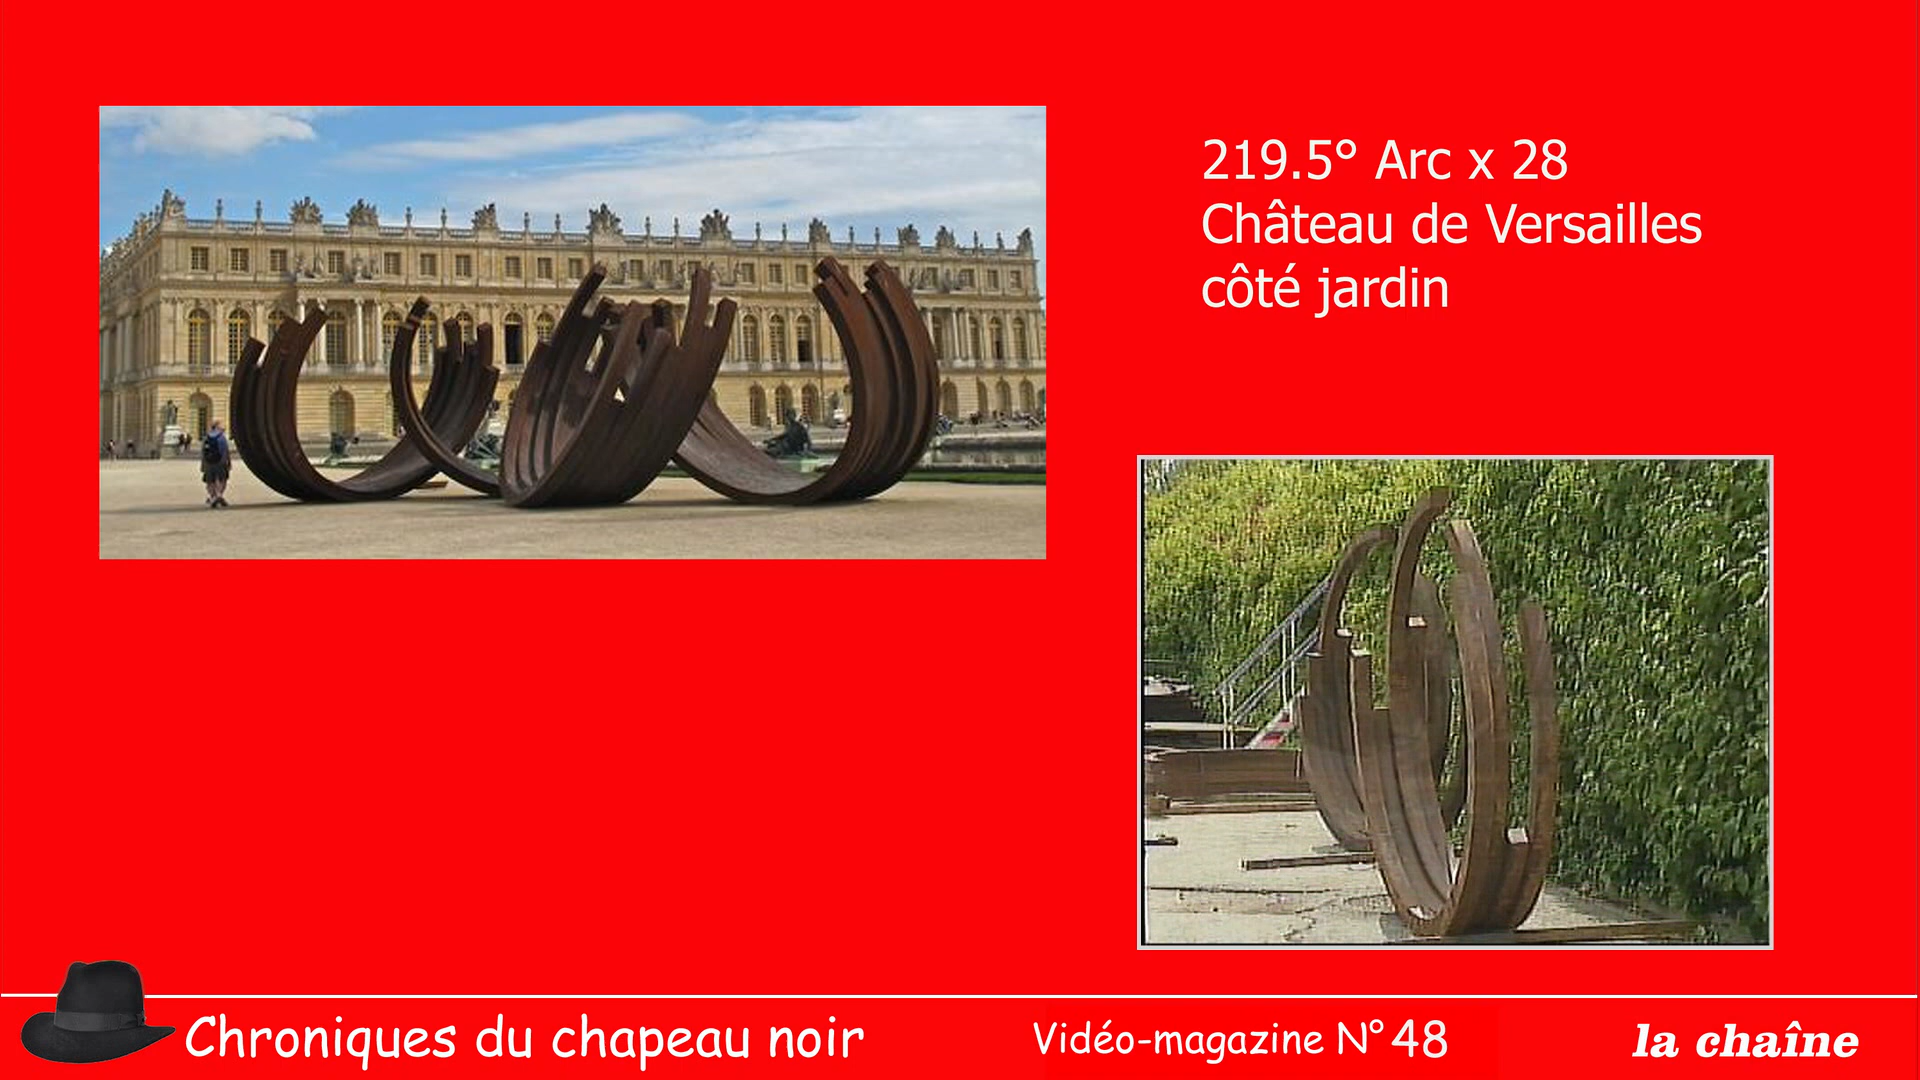 219.5° Arc x 28
Château de Versailles
côté jardin
Chroniques du chapeau noir
Vidéo-magazine N° 48
la chaîne